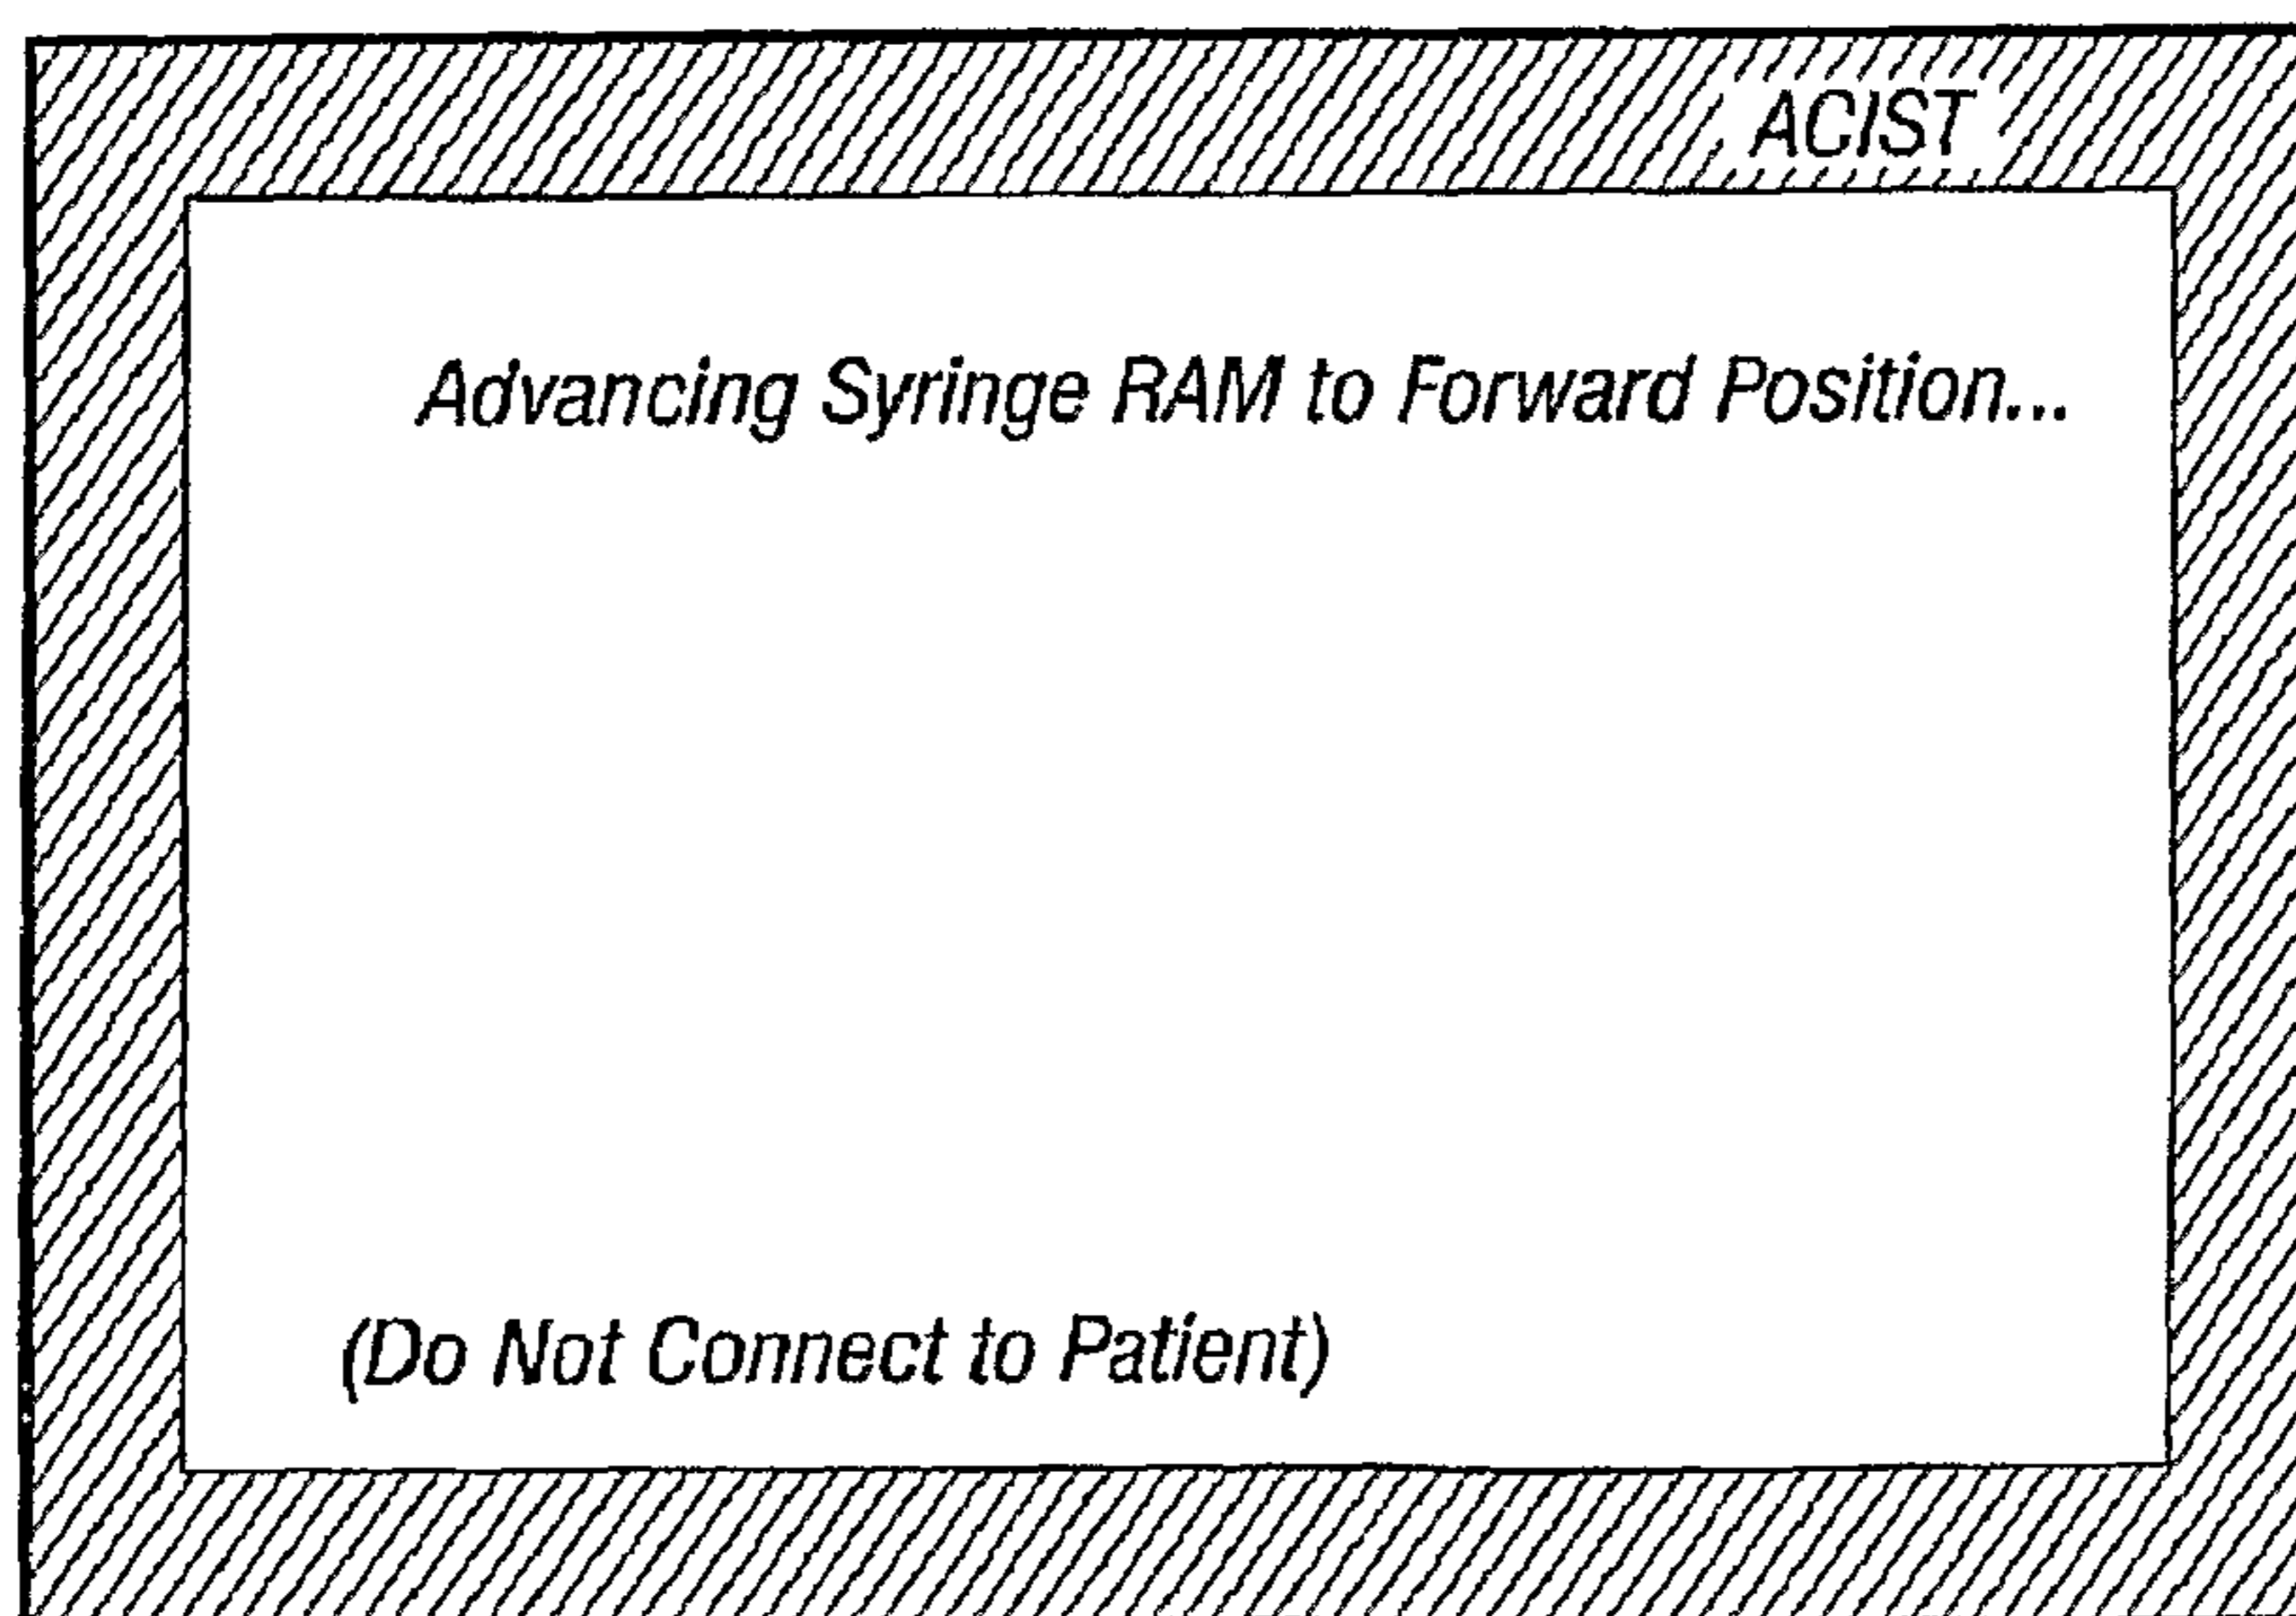 ACIST
Advancing Syringe RAM to Forward Position...
(Do Not Connect to Patient)